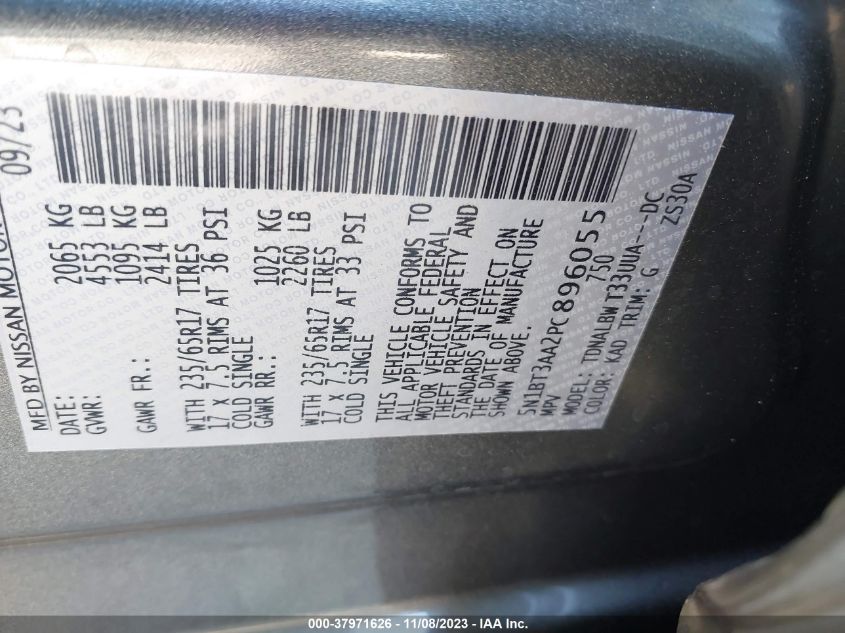 MFD BY NISSAN MOTOR
DATE: 09/23
GVWR: 2065 KG
4553 LB
GAWR FR.: 1095 KG
2414 LB
WITH 235/65R17 TIRES
17 X 7.5 RIMS AT 36 PSI
COLD SINGLE
GAWR RR.: 1025 KG
2260 LB
WITH 235/65R17 TIRES
17 X 7.5 RIMS AT 33 PSI
COLD SINGLE
THIS VEHICLE CONFORMS TO
ALL APPLICABLE FEDERAL
MOTOR VEHICLE SAFETY AND
THEFT PREVENTION
STANDARDS IN EFFECT ON
THE DATE OF MANUFACTURE
SHOWN ABOVE.
5N1BT3AA2PC896055
MPV 750
MODEL: TDNALBW T33UUA----DC
COLOR: KAD TRIM: G ZS30A
000-37971626 - 11/08/2023 - IAA Inc.